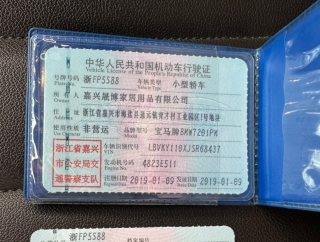 中华人民共和国机动车行驶证
Vehicle License of the People's Republic of China
号牌号码 浙FP5588 车辆类型 小型轿车
所有人 嘉兴晟博家居用品有限公司
住址 浙江省嘉兴市海盐县通元镇育才村工业园区1号地块
使用性质 非营运 品牌型号 宝马牌BMW7201PM
浙江省嘉兴
市公安局交
通警察支队
车辆识别代号 LBVKY110XJSR68437
发动机号码 4823E511
注册日期 2019-01-09 发证日期 2019-01-09
浙FP5588